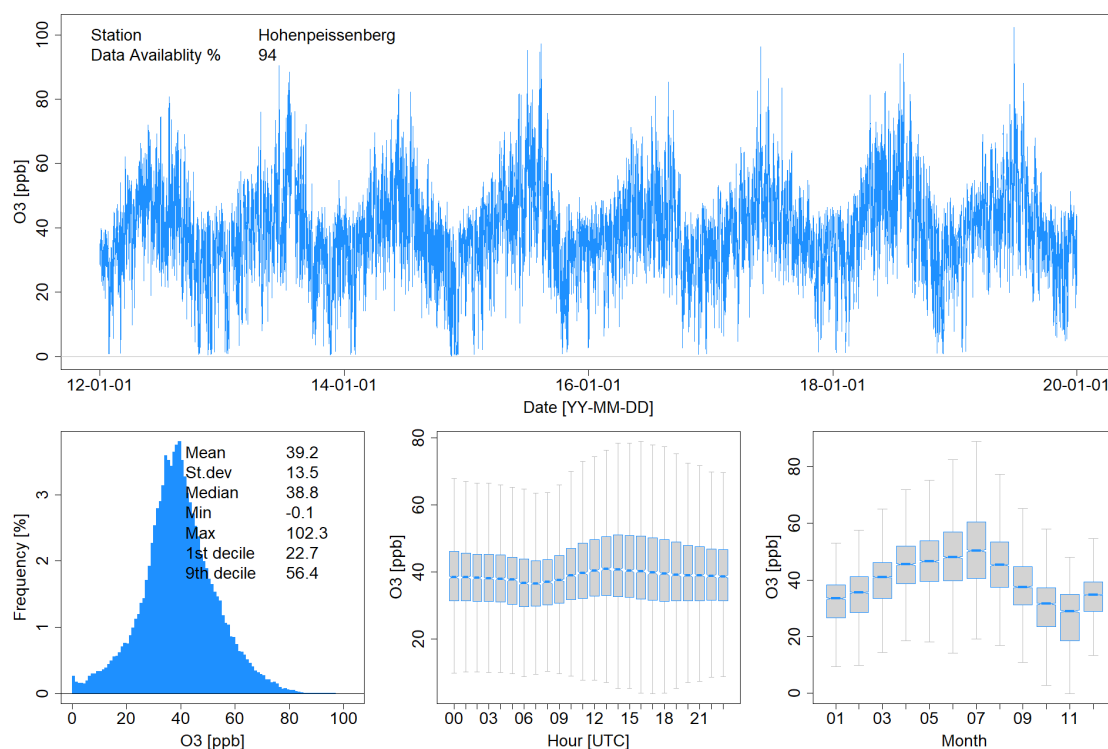 Station Hohenpeissenberg
Data Availablity % 94
O3 [ppb]
0 20 40 60 80 100
12-01-01 14-01-01 16-01-01 18-01-01 20-01-01
Date [YY-MM-DD]
Mean 39.2
St.dev 13.5
Median 38.8
Min -0.1
Max 102.3
1st decile 22.7
9th decile 56.4
Frequency [%]
0 1 2 3
0 20 40 60 80 100
O3 [ppb]
O3 [ppb]
20 40 60 80
00 03 06 09 12 15 18 21
Hour [UTC]
O3 [ppb]
0 20 40 60 80
01 03 05 07 09 11
Month